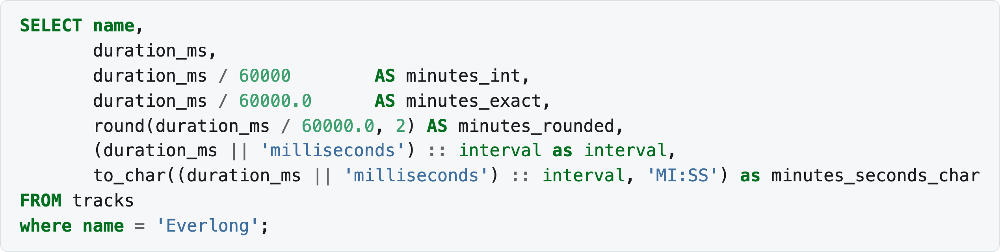 SELECT name,
       duration_ms,
       duration_ms / 60000        AS minutes_int,
       duration_ms / 60000.0      AS minutes_exact,
       round(duration_ms / 60000.0, 2) AS minutes_rounded,
       (duration_ms || 'milliseconds') :: interval as interval,
       to_char((duration_ms || 'milliseconds') :: interval, 'MI:SS') as minutes_seconds_char
FROM tracks
where name = 'Everlong';